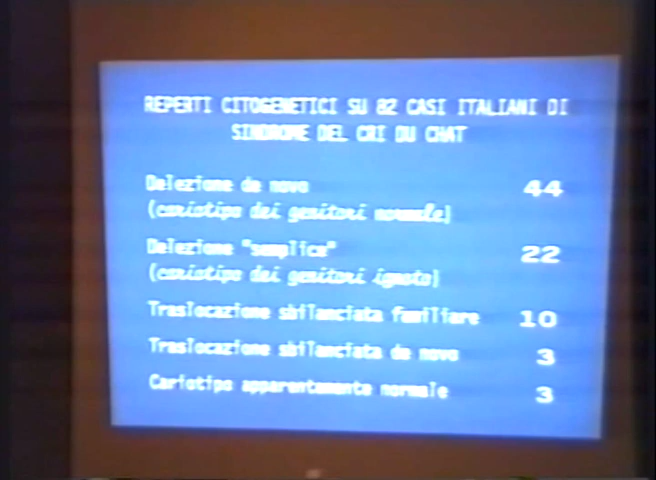 REPERTI CITOGENETICI SU 82 CASI ITALIANI DI
SINDROME DEL CRI DU CHAT
Delezione de novo 44
(cariotipo dei genitori normale)
Delezione "semplice" 22
(cariotipo dei genitori ignoto)
Traslocazione sbilanciata familiare 10
Traslocazione sbilanciata de novo 3
Cariotipo apparentemente normale 3